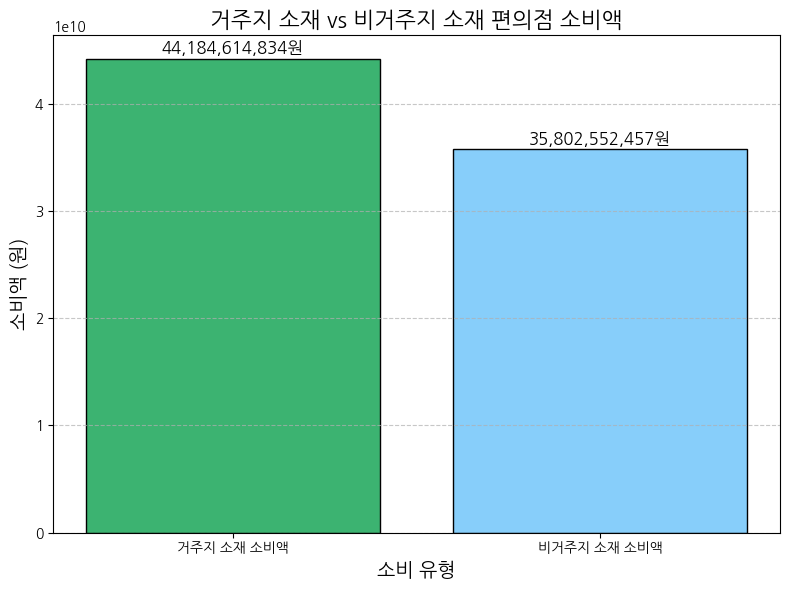 거주지 소재 vs 비거주지 소재 편의점 소비액
1e10
44,184,614,834원
35,802,552,457원
4
3
2
1
0
소비액 (원)
거주지 소재 소비액
비거주지 소재 소비액
소비 유형